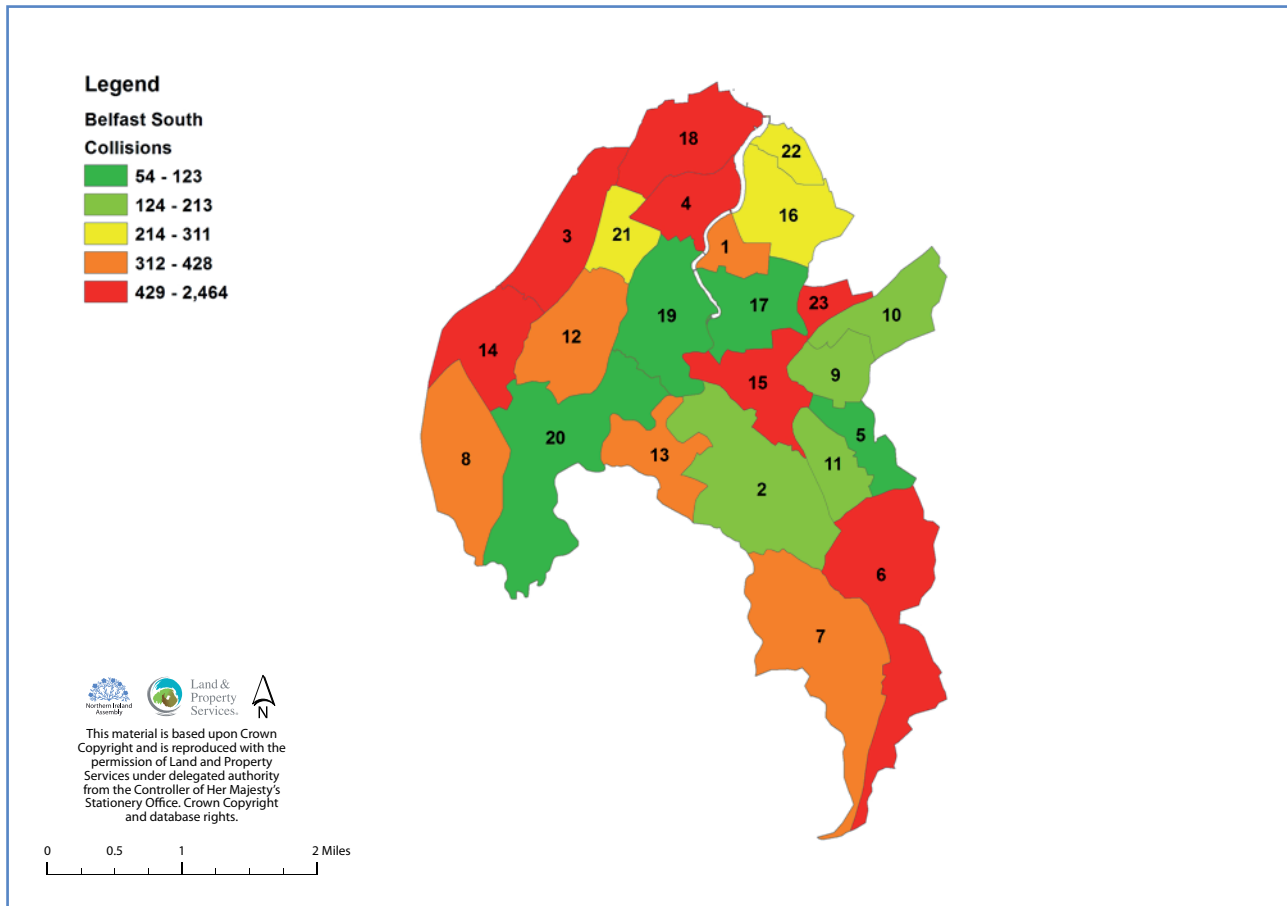 Legend
Belfast South
Collisions
54 - 123
124 - 213
214 - 311
312 - 428
429 - 2,464
18
22
4
16
3
21
1
17
23
10
19
12
14
15
9
20
5
8
13
11
2
6
7
Northern Ireland
Assembly
Land &
Property
Services.
N
This material is based upon Crown
Copyright and is reproduced with the
permission of Land and Property
Services under delegated authority
from the Controller of Her Majesty's
Stationery Office. Crown Copyright
and database rights.
0 0.5 1 2 Miles